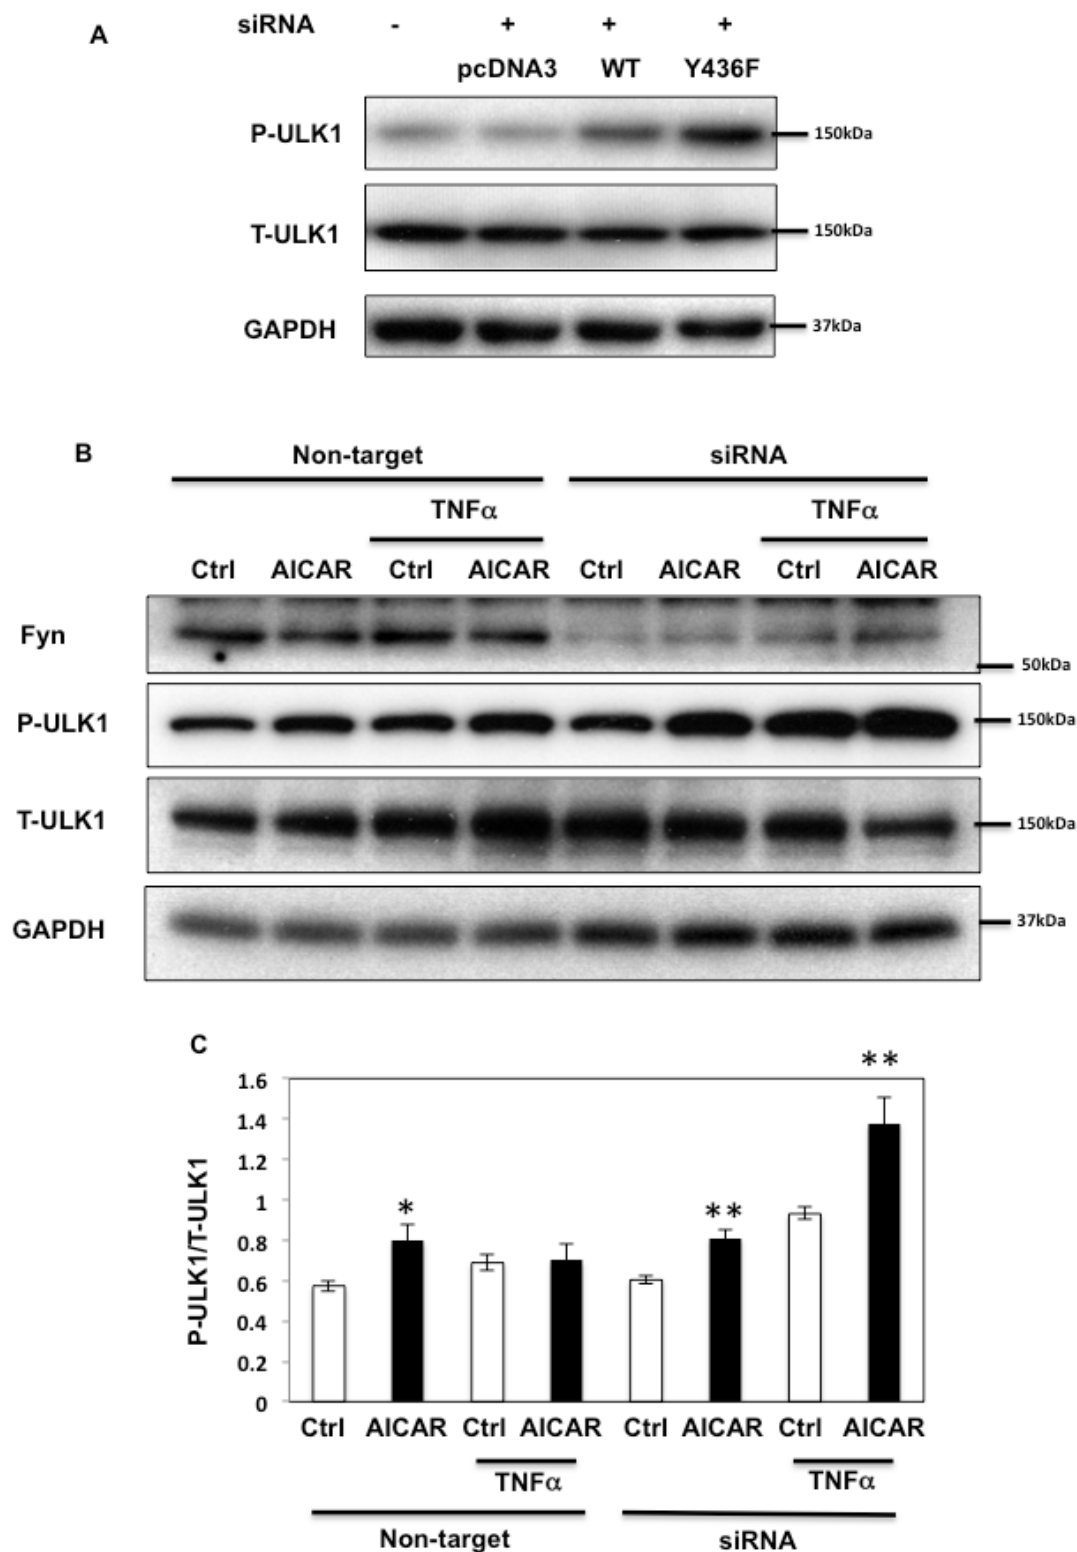 A
siRNA - + + +
pcDNA3 WT Y436F
P-ULK1 150kDa
T-ULK1 150kDa
GAPDH 37kDa
B
Non-target siRNA
TNFα TNFα
Ctrl AICAR Ctrl AICAR Ctrl AICAR Ctrl AICAR
Fyn 50kDa
P-ULK1 150kDa
T-ULK1 150kDa
GAPDH 37kDa
C
P-ULK1/T-ULK1
**
1.6
1.4
1.2
1
* **
0.8
0.6
0.4
0.2
0
Ctrl AICAR Ctrl AICAR Ctrl AICAR Ctrl AICAR
TNFα TNFα
Non-target siRNA